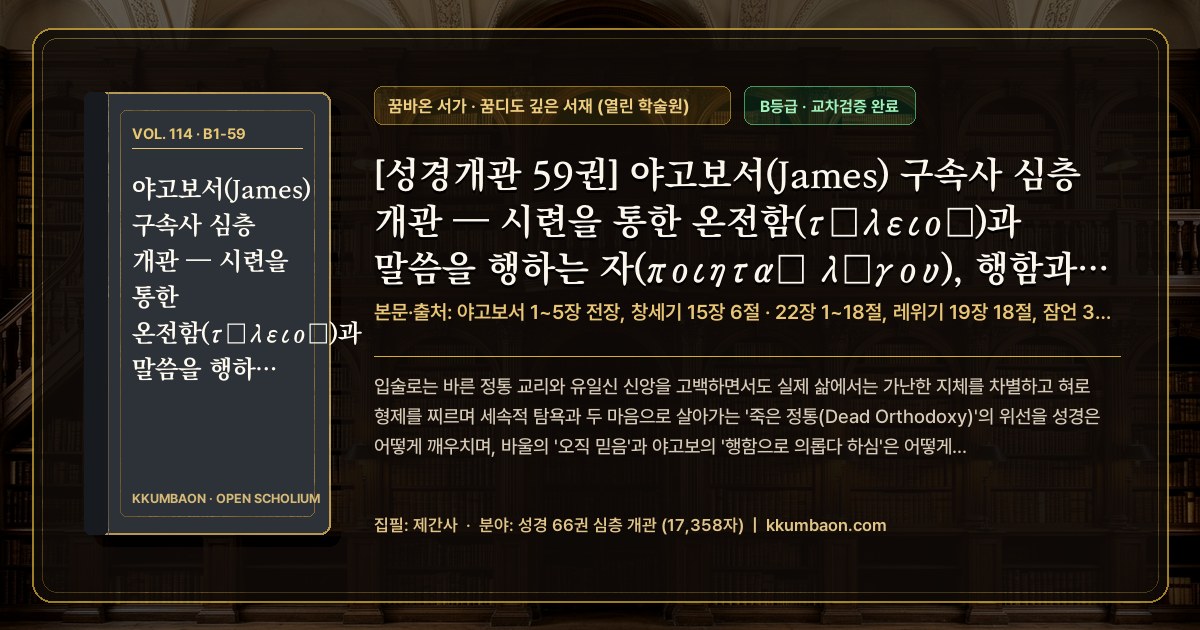 VOL. 114 · B1-59
야고보서(James)
구속사 심층
개관 — 시련을
통한
온전함(τ□λειο□)과
말씀을 행하…
KKUMBAON · OPEN SCHOLIUM
꿈바온 서가 · 꿈디도 깊은 서재 (열린 학술원)
B등급 · 교차검증 완료
[성경개관 59권] 야고보서(James) 구속사 심층
개관 — 시련을 통한 온전함(τ□λειο□)과
말씀을 행하는 자(ποιητα□ λ□γου), 행함과…
본문·출처: 야고보서 1~5장 전장, 창세기 15장 6절 · 22장 1~18절, 레위기 19장 18절, 잠언 3...
입술로는 바른 정통 교리와 유일신 신앙을 고백하면서도 실제 삶에서는 가난한 지체를 차별하고 혀로
형제를 찌르며 세속적 탐욕과 두 마음으로 살아가는 '죽은 정통(Dead Orthodoxy)'의 위선을 성경은
어떻게 깨우치며, 바울의 '오직 믿음'과 야고보의 '행함으로 의롭다 하심'은 어떻게...
집필: 제간사 · 분야: 성경 66권 심층 개관 (17,358자) | kkumbaon.com